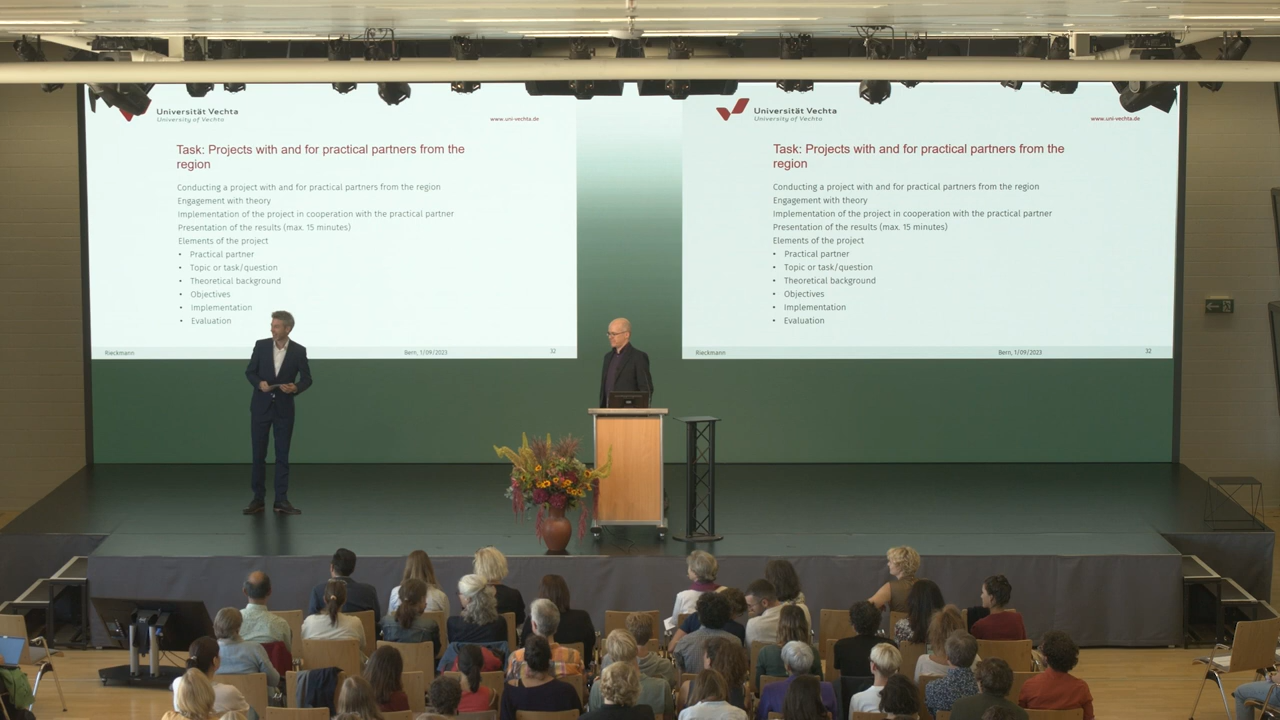 Universität Vechta
University of Vechta
www.uni-vechta.de
Task: Projects with and for practical partners from the
region
Conducting a project with and for practical partners from the region
Engagement with theory
Implementation of the project in cooperation with the practical partner
Presentation of the results (max. 15 minutes)
Elements of the project
• Practical partner
• Topic or task/question
• Theoretical background
• Objectives
• Implementation
• Evaluation
Rieckmann
Bern, 1/09/2023
32
Universität Vechta
University of Vechta
www.uni-vechta.de
Task: Projects with and for practical partners from the
region
Conducting a project with and for practical partners from the region
Engagement with theory
Implementation of the project in cooperation with the practical partner
Presentation of the results (max. 15 minutes)
Elements of the project
• Practical partner
• Topic or task/question
• Theoretical background
• Objectives
• Implementation
• Evaluation
Rieckmann
Bern, 1/09/2023
32